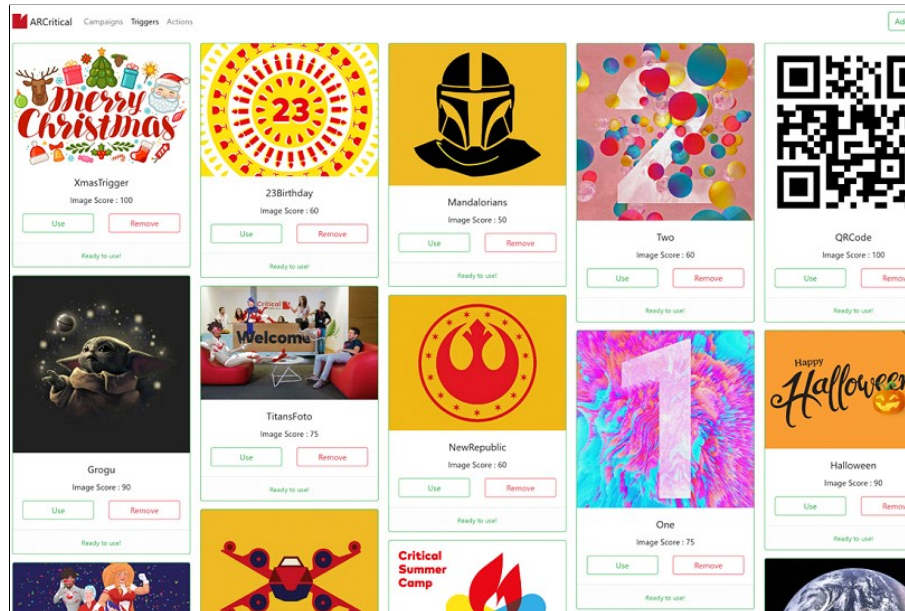 ARCritical
Campaigns
Triggers
Actions
Merry
Christmas
XmasTrigger
Image Score : 100
Use
Remove
Ready to use!
Grogu
Image Score : 90
Use
Remove
Ready to use!
23
23Birthday
Image Score : 60
Use
Remove
Ready to use!
Critical
Welcome
TitansFoto
Image Score : 75
Use
Remove
Ready to use!
Mandalorians
Image Score : 50
Use
Remove
Ready to use!
NewRepublic
Image Score : 60
Use
Remove
Ready to use!
Critical
Summer
Camp
2
Two
Image Score : 60
Use
Remove
Ready to use!
1
One
Image Score : 75
Use
Remove
Ready to use!
QRCode
Image Score : 100
Use
Ready to use!
Happy
Halloween
Halloween
Image Score : 90
Use
Ready to use!